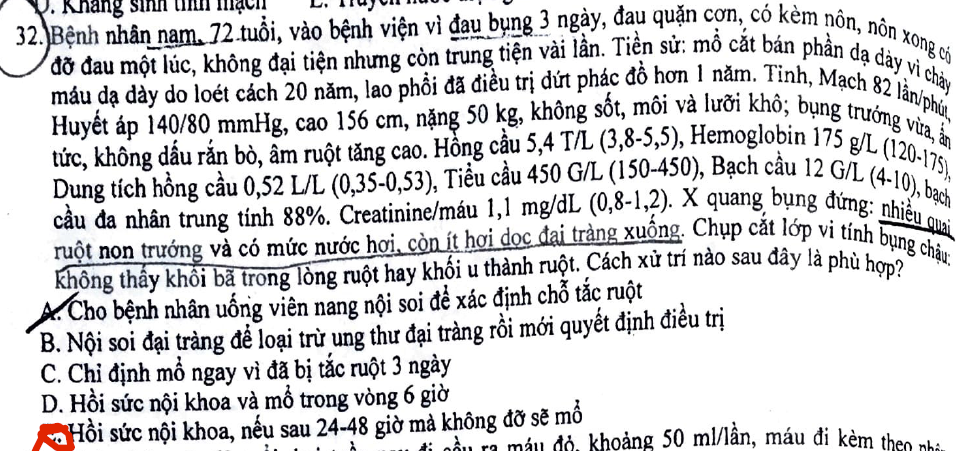 D. Kháng sinh tĩnh mạch
32. Bệnh nhân nam, 72 tuổi, vào bệnh viện vì đau bụng 3 ngày, đau quặn cơn, có kèm nôn, nôn xong có
đỡ đau một lúc, không đại tiện nhưng còn trung tiện vài lần. Tiền sử: mổ cắt bán phần dạ dày vì chảy
máu dạ dày do loét cách 20 năm, lao phổi đã điều trị dứt phác đồ hơn 1 năm. Tỉnh, Mạch 82 lần/phút,
Huyết áp 140/80 mmHg, cao 156 cm, nặng 50 kg, không sốt, môi và lưỡi khô; bụng trướng vừa, ấn
tức, không dấu rắn bò, âm ruột tăng cao. Hồng cầu 5,4 T/L (3,8-5,5), Hemoglobin 175 g/L (120-175),
Dung tích hồng cầu 0,52 L/L (0,35-0,53), Tiểu cầu 450 G/L (150-450), Bạch cầu 12 G/L (4-10), bạch
cầu đa nhân trung tính 88%. Creatinine/máu 1,1 mg/dL (0,8-1,2). X quang bụng đứng: nhiều quai
ruột non trướng và có mức nước hơi, còn ít hơi dọc đại tràng xuống. Chụp cắt lớp vi tính bụng chậu:
không thấy khối bã trong lòng ruột hay khối u thành ruột. Cách xử trí nào sau đây là phù hợp?
A. Cho bệnh nhân uống viên nang nội soi để xác định chỗ tắc ruột
B. Nội soi đại tràng để loại trừ ung thư đại tràng rồi mới quyết định điều trị
C. Chỉ định mổ ngay vì đã bị tắc ruột 3 ngày
D. Hồi sức nội khoa và mổ trong vòng 6 giờ
Hồi sức nội khoa, nếu sau 24-48 giờ mà không đỡ sẽ mổ
ra máu đỏ, khoảng 50 ml/lần, máu đi kèm theo